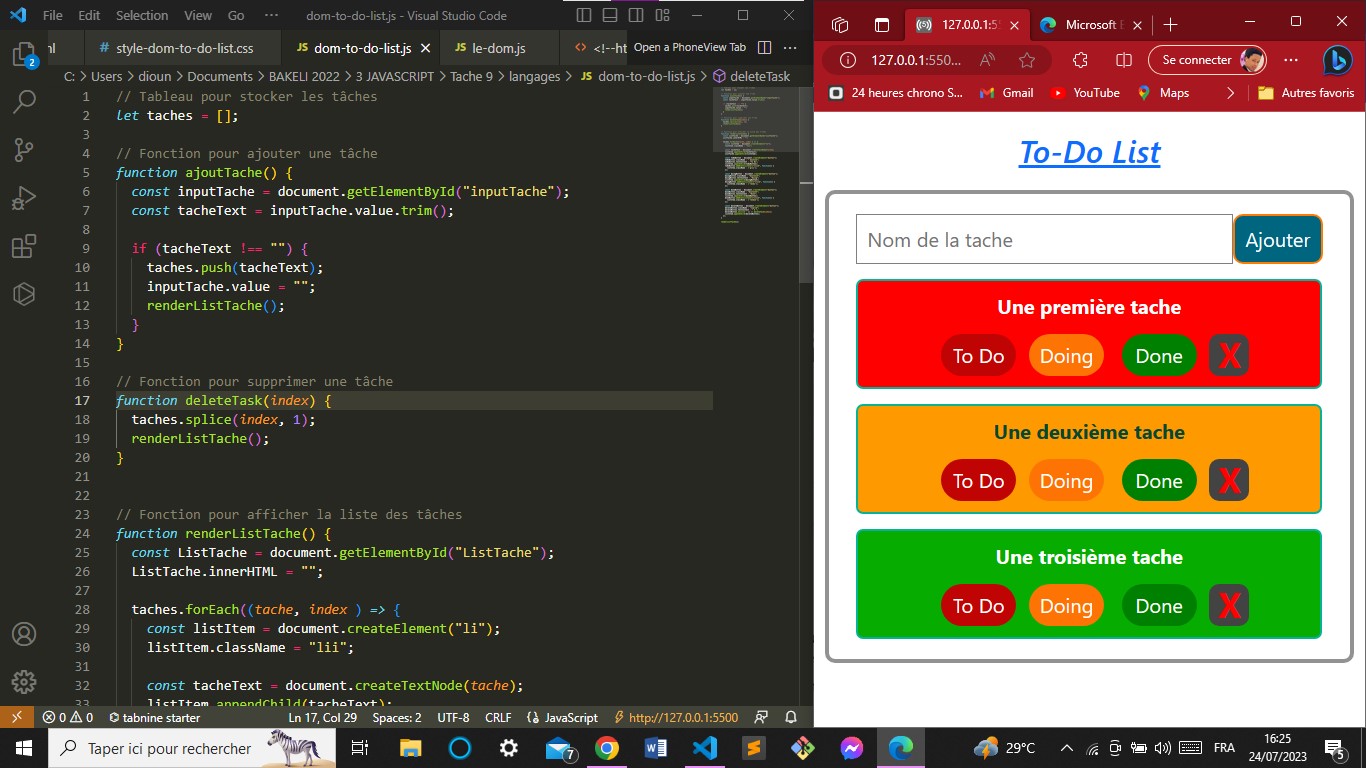 File Edit Selection View Go ··· dom-to-do-list.js - Visual Studio Code
# style-dom-to-do-list.css JS dom-to-do-list.js JS le-dom.js <> <!--ht Open a PhoneView Tab ···
C: > Users > dioun > Documents > BAKELI 2022 > 3 JAVASCRIPT > Tache 9 > langages > JS dom-to-do-list.js > deleteTask
1 // Tableau pour stocker les tâches
2 let taches = [];
3
4 // Fonction pour ajouter une tâche
5 function ajoutTache() {
6 const inputTache = document.getElementById("inputTache");
7 const tacheText = inputTache.value.trim();
8
9 if (tacheText !== "") {
10 taches.push(tacheText);
11 inputTache.value = "";
12 renderListTache();
13 }
14 }
15
16 // Fonction pour supprimer une tâche
17 function deleteTask(index) {
18 taches.splice(index, 1);
19 renderListTache();
20 }
21
22
23 // Fonction pour afficher la liste des tâches
24 function renderListTache() {
25 const ListTache = document.getElementById("ListTache");
26 ListTache.innerHTML = "";
27
28 taches.forEach((tache, index ) => {
29 const listItem = document.createElement("li");
30 listItem.className = "lii";
31
32 const tacheText = document.createTextNode(tache);
33 listItem.appendChild(tacheText);
2
0 0 tabnine starter Ln 17, Col 29 Spaces: 2 UTF-8 CRLF {} JavaScript http://127.0.0.1:5500
127.0.0.1:5 Microsoft
127.0.0.1:550... Se connecter ···
24 heures chrono S... Gmail YouTube Maps Autres favoris
To-Do List
Nom de la tache Ajouter
Une première tache
To Do Doing Done X
Une deuxième tache
To Do Doing Done X
Une troisième tache
To Do Doing Done X
Taper ici pour rechercher 7 29°C FRA 16:25
24/07/2023 5